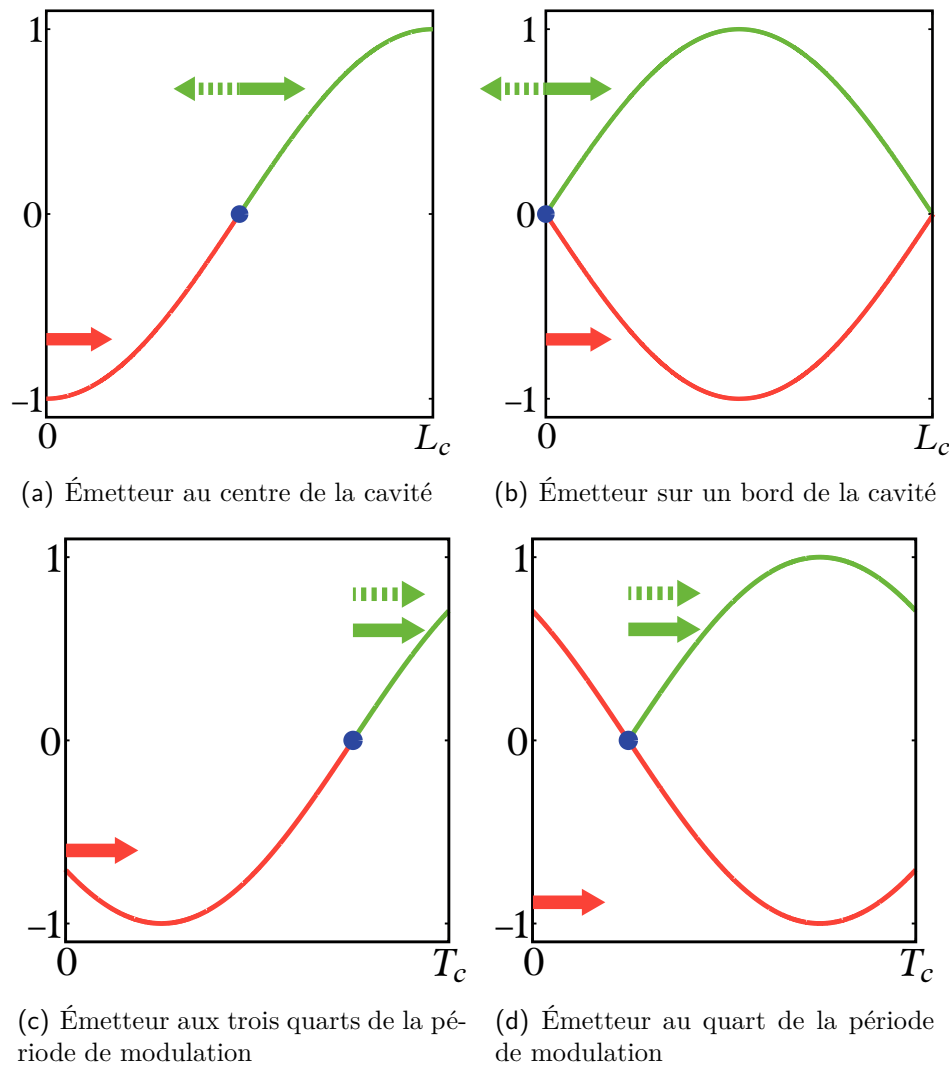 1
0
−1
0
L_c
(a) Émetteur au centre de la cavité
1
0
−1
0
L_c
(b) Émetteur sur un bord de la cavité
1
0
−1
0
T_c
(c) Émetteur aux trois quarts de la pé-
riode de modulation
1
0
−1
0
T_c
(d) Émetteur au quart de la période
de modulation